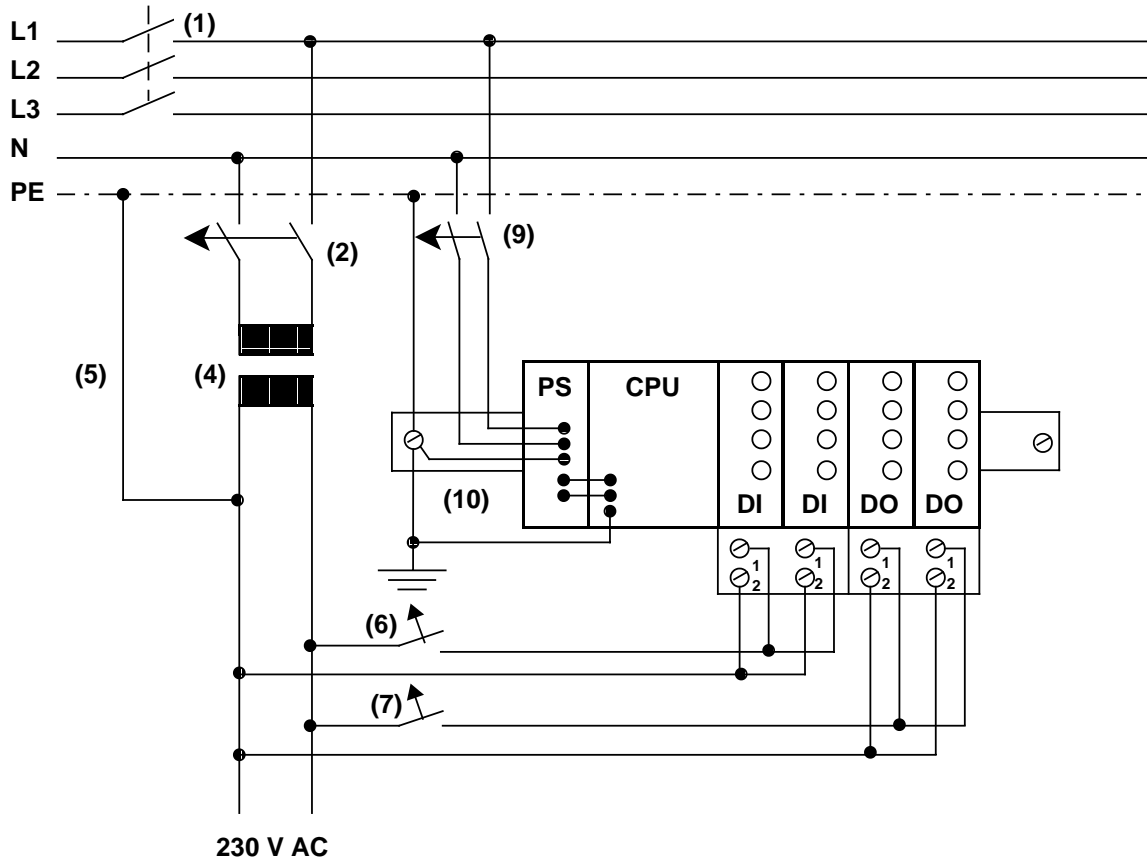 L1
(1)
L2
L3
N
PE
(2)
(9)
(5)
(4)
PS
CPU
(10)
DI
DI
DO
DO
1
1
1
1
2
2
2
2
(6)
(7)
230 V AC